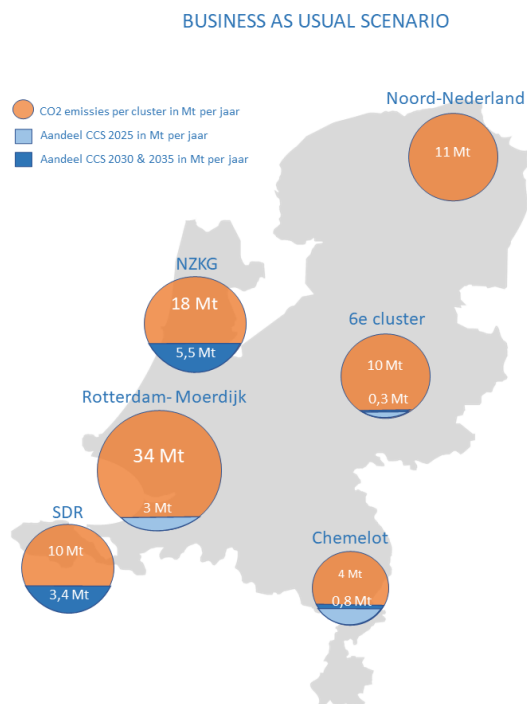 BUSINESS AS USUAL SCENARIO
CO2 emissies per cluster in Mt per jaar
Aandeel CCS 2025 in Mt per jaar
Aandeel CCS 2030 & 2035 in Mt per jaar
Noord-Nederland
11 Mt
NZKG
18 Mt
5,5 Mt
6e cluster
10 Mt
0,3 Mt
Rotterdam- Moerdijk
34 Mt
3 Mt
SDR
10 Mt
3,4 Mt
Chemelot
4 Mt
0,8 Mt